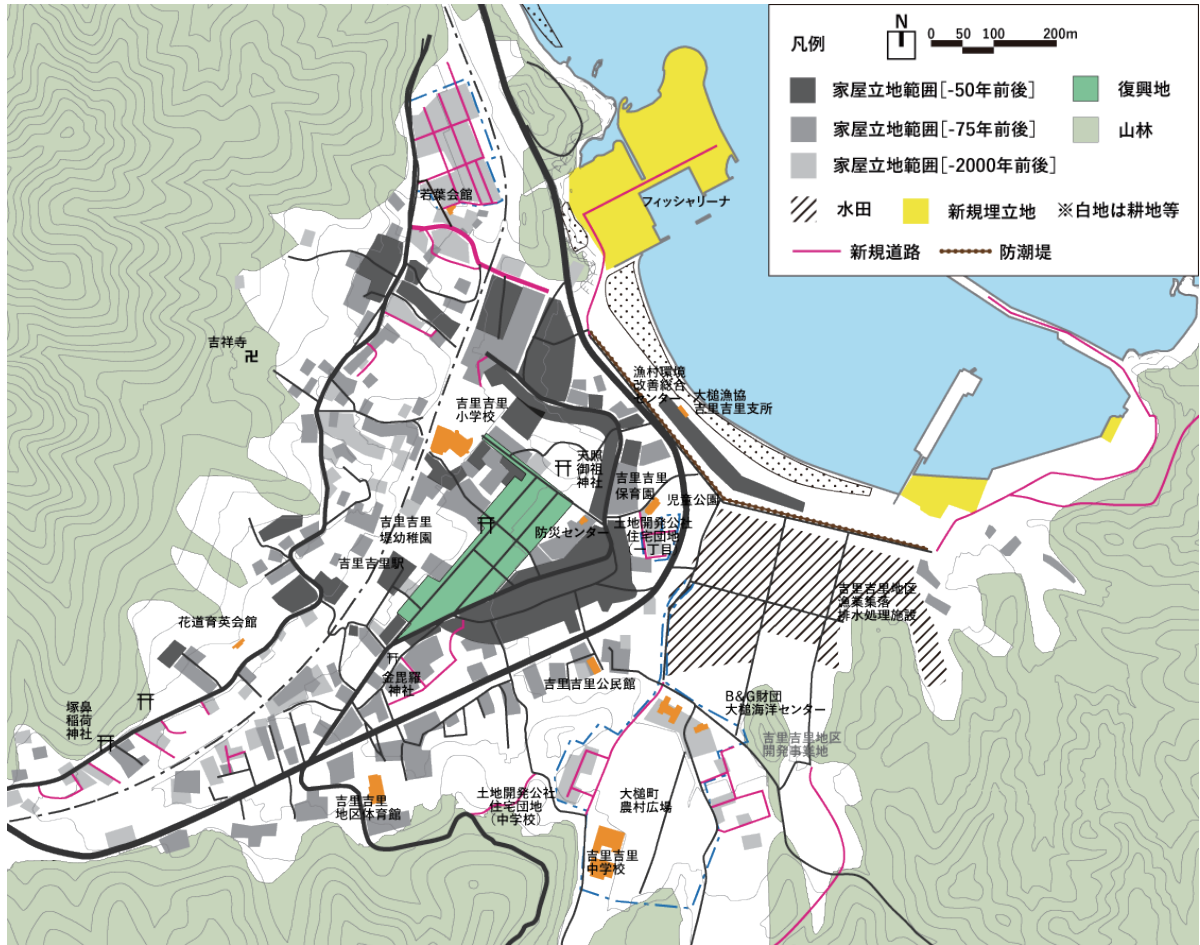 凡例
N
0 50 100 200m
家屋立地範囲[-50年前後]
復興地
家屋立地範囲[-75年前後]
山林
家屋立地範囲[-2000年前後]
水田
新規埋立地
※白地は耕地等
新規道路
防潮堤
若葉会館
フィッシャリーナ
吉祥寺
卍
漁村環境
改善総合
センター
大槌漁協
吉里吉里支所
吉里吉里
小学校
天照
御祖
神社
吉里吉里
保育園
児童公園
吉里吉里
堤幼稚園
防災センター
土地開発公社
住宅団地
(一丁目)
吉里吉里駅
吉里吉里地区
漁業集落
排水処理施設
花道育英会館
金毘羅
神社
吉里吉里公民館
塚鼻
稲荷
神社
B&G財団
大槌海洋センター
吉里吉里地区
開発事業地
土地開発公社
住宅団地
(中学校)
大槌町
農村広場
吉里吉里
地区体育館
吉里吉里
中学校